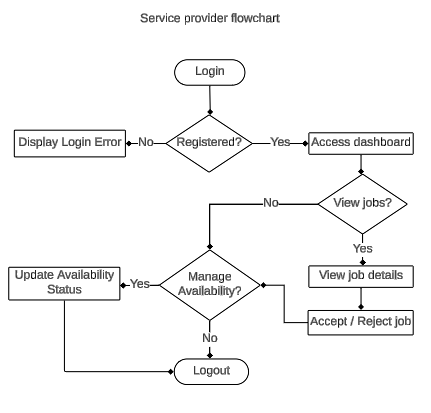 Service provider flowchart
Login
Display Login Error
No
Registered?
Yes
Access dashboard
No
View jobs?
Yes
Update Availability
Status
Yes
Manage
Availability?
View job details
Accept / Reject job
No
Logout